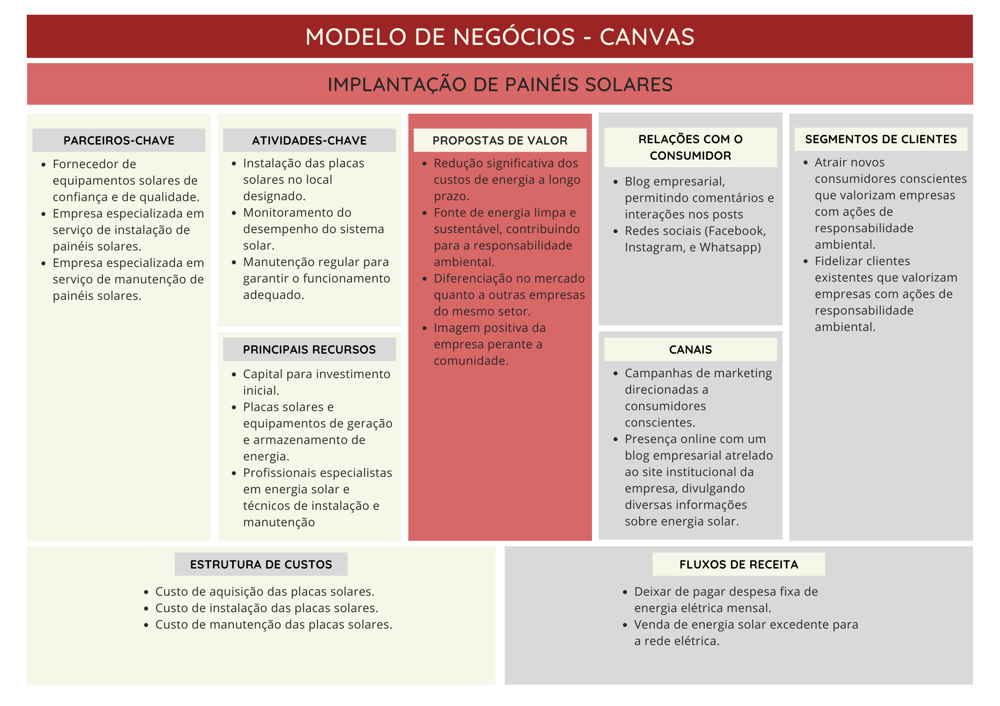 MODELO DE NEGÓCIOS - CANVAS
IMPLANTAÇÃO DE PAINÉIS SOLARES
PARCEIROS-CHAVE
• Fornecedor de
equipamentos solares de
confiança e de qualidade.
• Empresa especializada em
serviço de instalação de
painéis solares.
• Empresa especializada em
serviço de manutenção de
painéis solares.
ATIVIDADES-CHAVE
• Instalação das placas
solares no local
designado.
• Monitoramento do
desempenho do sistema
solar.
• Manutenção regular para
garantir o funcionamento
adequado.
PRINCIPAIS RECURSOS
• Capital para investimento
inicial.
• Placas solares e
equipamentos de geração
e armazenamento de
energia.
• Profissionais especialistas
em energia solar e
técnicos de instalação e
manutenção
PROPOSTAS DE VALOR
• Redução significativa dos
custos de energia a longo
prazo.
• Fonte de energia limpa e
sustentável, contribuindo
para a responsabilidade
ambiental.
• Diferenciação no mercado
quanto a outras empresas
do mesmo setor.
• Imagem positiva da
empresa perante a
comunidade.
RELAÇÕES COM O
CONSUMIDOR
• Blog empresarial,
permitindo comentários e
interações nos posts
• Redes sociais (Facebook,
Instagram, e Whatsapp)
CANAIS
• Campanhas de marketing
direcionadas a
consumidores
conscientes.
• Presença online com um
blog empresarial atrelado
ao site institucional da
empresa, divulgando
diversas informações
sobre energia solar.
SEGMENTOS DE CLIENTES
• Atrair novos
consumidores conscientes
que valorizam empresas
com ações de
responsabilidade
ambiental.
• Fidelizar clientes
existentes que valorizam
empresas com ações de
responsabilidade
ambiental.
ESTRUTURA DE CUSTOS
• Custo de aquisição das placas solares.
• Custo de instalação das placas solares.
• Custo de manutenção das placas solares.
FLUXOS DE RECEITA
• Deixar de pagar despesa fixa de
energia elétrica mensal.
• Venda de energia solar excedente para
a rede elétrica.